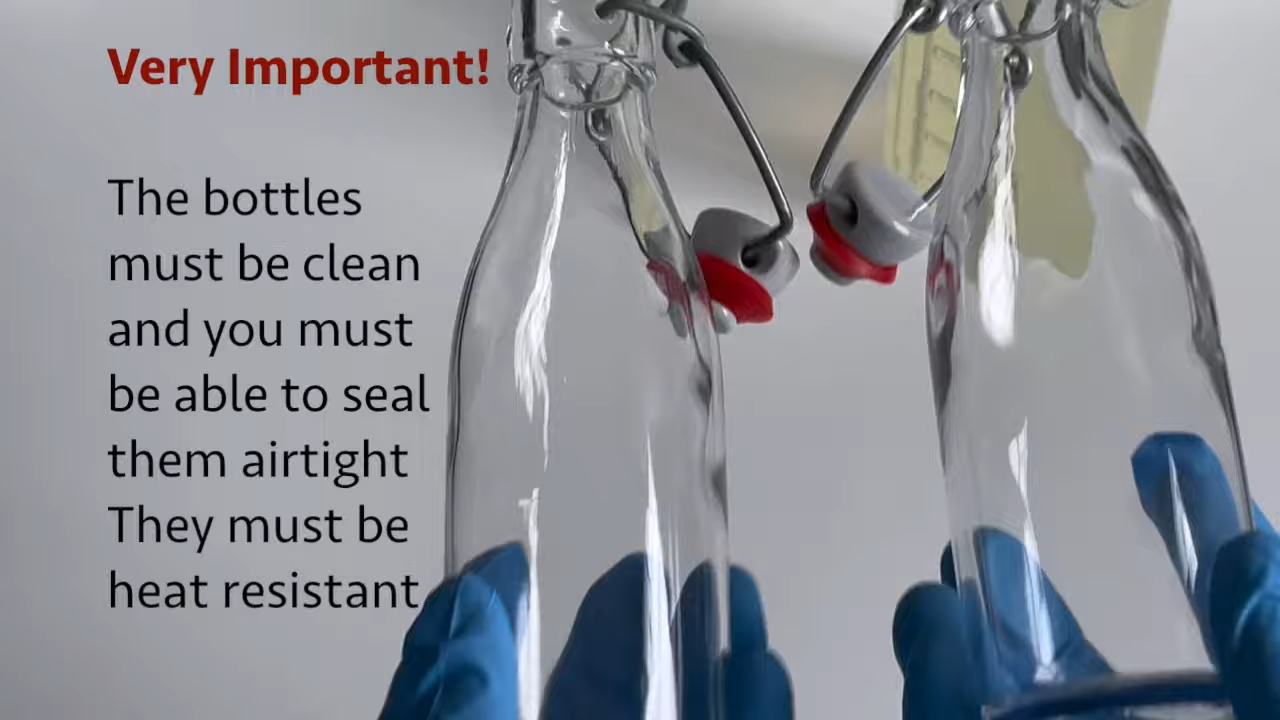 Very Important!
The bottles
must be clean
and you must
be able to seal
them airtight
They must be
heat resistant